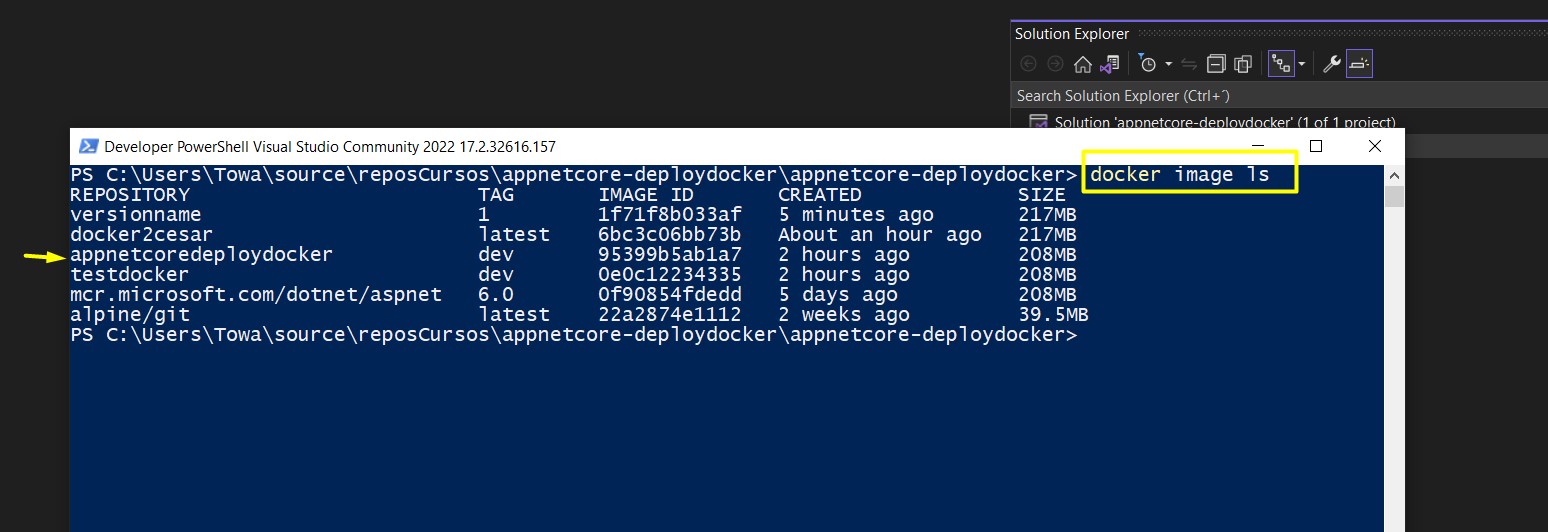 Solution Explorer
Search Solution Explorer (Ctrl+´)
Solution 'appnetcore-deploydocker' (1 of 1 project)
Developer PowerShell Visual Studio Community 2022 17.2.32616.157
PS C:\Users\Towa\source\reposCursos\appnetcore-deploydocker\appnetcore-deploydocker> docker image ls
REPOSITORY TAG IMAGE ID CREATED SIZE
versionname 1 1f71f8b033af 5 minutes ago 217MB
docker2cesar latest 6bc3c06bb73b About an hour ago 217MB
appnetcoredeploydocker dev 95399b5ab1a7 2 hours ago 208MB
testdocker dev 0e0c12234335 2 hours ago 208MB
mcr.microsoft.com/dotnet/aspnet 6.0 0f90854fdedd 5 days ago 208MB
alpine/git latest 22a2874e1112 2 weeks ago 39.5MB
PS C:\Users\Towa\source\reposCursos\appnetcore-deploydocker\appnetcore-deploydocker>